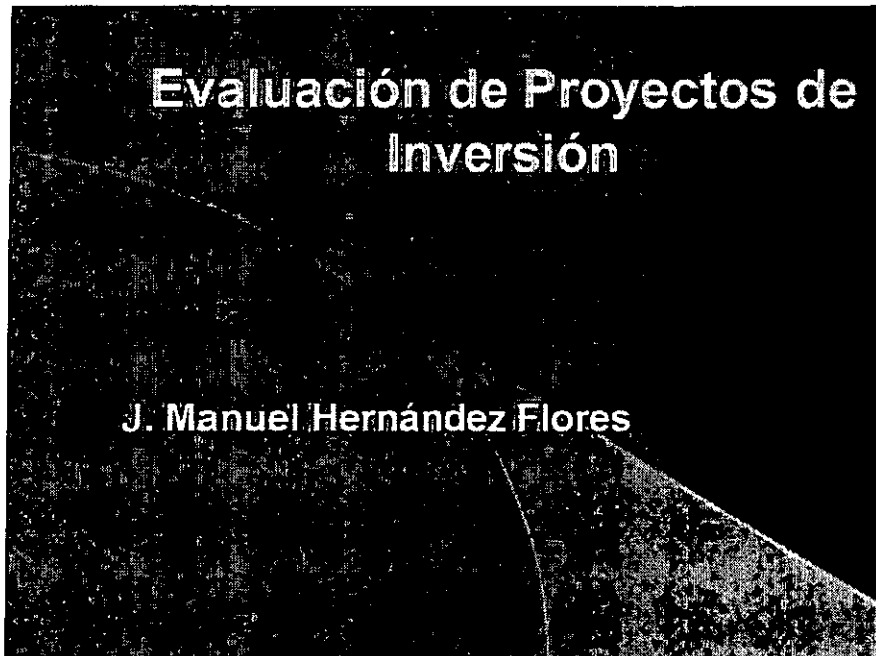 Evaluación de Proyectos de
Inversión
J. Manuel Hernández Flores